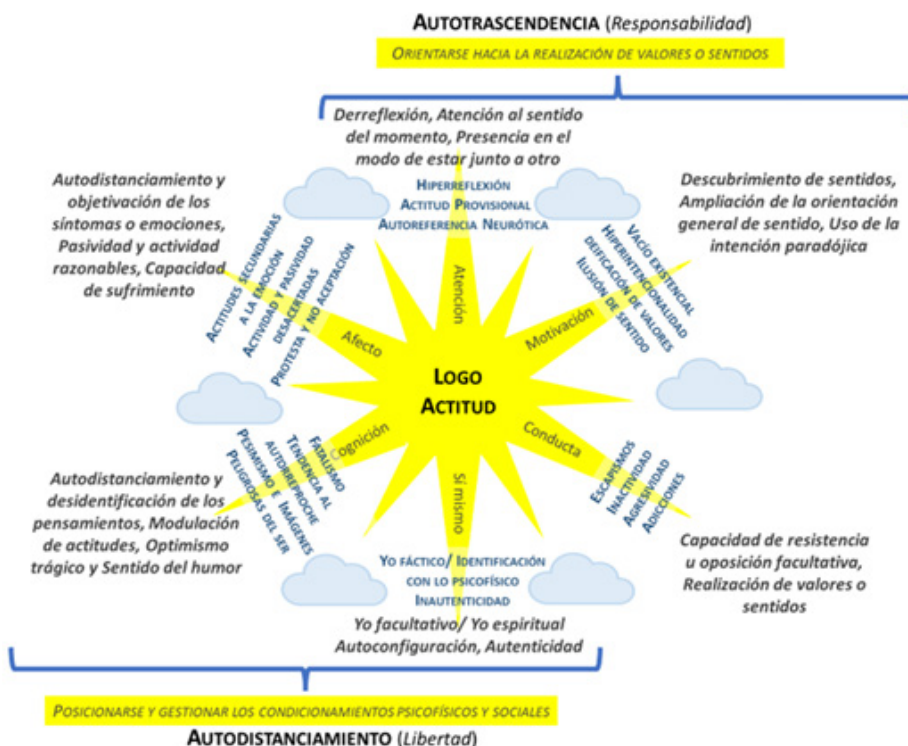 AUTOTRASCENDENCIA (Responsabilidad)
ORIENTARSE HACIA LA REALIZACIÓN DE VALORES O SENTIDOS
Derreflexión, Atención al sentido
del momento, Presencia en el
modo de estar junto a otro
HIPERREFLEXIÓN
ACTITUD PROVISIONAL
AUTOREFERENCIA NEURÓTICA
Atención
Autodistanciamiento y
objetivación de los
síntomas o emociones,
Pasividad y actividad
razonables, Capacidad
de sufrimiento
ACTITUDES SECUNDARIAS
A LA EMOCIÓN
ACTIVIDAD Y PASIVIDAD
DESACERTADAS
PROTESTA Y NO ACEPTACIÓN
Afecto
Descubrimiento de sentidos,
Ampliación de la orientación
general de sentido, Uso de la
intención paradójica
VACÍO EXISTENCIAL
HIPERINTENCIONALIDAD
DEIFICACIÓN DE VALORES
ILUSIÓN DE SENTIDO
Motivación
LOGO
ACTITUD
Cognición
FATALISMO
TENDENCIA AL
AUTORREPROCHE
PESIMISMO E IMÁGENES
PELIGROSAS DEL SER
Autodistanciamiento y
desidentificación de los
pensamientos, Modulación
de actitudes, Optimismo
trágico y Sentido del humor
Conducta
ESCAPISMOS
INACTIVIDAD
AGRESIVIDAD
ADICCIONES
Capacidad de resistencia
u oposición facultativa,
Realización de valores o
sentidos
Sí mismo
YO FÁCTICO/ IDENTIFICACIÓN
CON LO PSICOFÍSICO
INAUTENTICIDAD
Yo facultativo/ Yo espiritual
Autoconfiguración, Autenticidad
POSICIONARSE Y GESTIONAR LOS CONDICIONAMIENTOS PSICOFÍSICOS Y SOCIALES
AUTODISTANCIAMIENTO (Libertad)